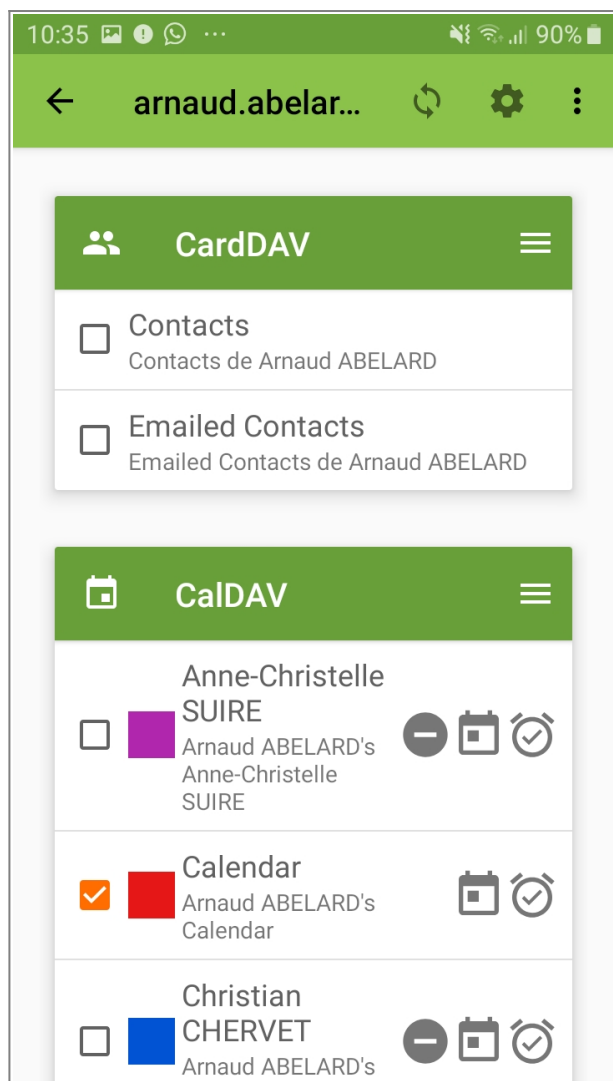 10:35 ... 90%
arnaud.abelar...
CardDAV
Contacts
Contacts de Arnaud ABELARD
Emailed Contacts
Emailed Contacts de Arnaud ABELARD
CalDAV
Anne-Christelle
SUIRE
Arnaud ABELARD's
Anne-Christelle
SUIRE
Calendar
Arnaud ABELARD's
Calendar
Christian
CHERVET
Arnaud ABELARD's